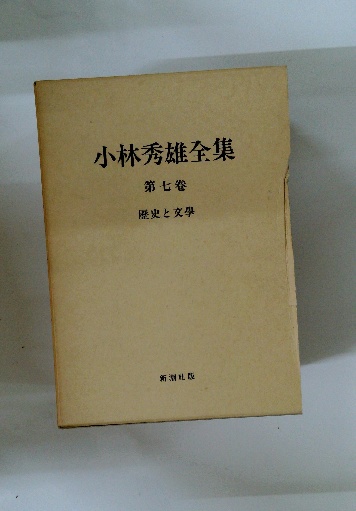 小林秀雄全集
第七巻
歴史と文學
新潮社版